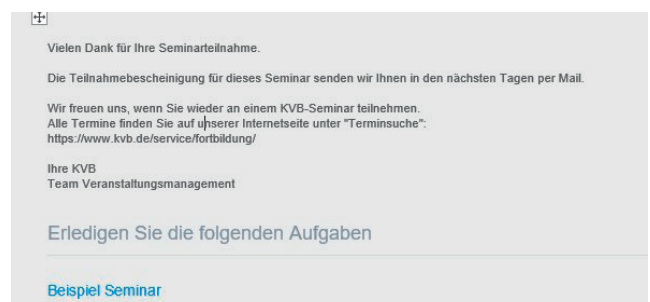 Vielen Dank für Ihre Seminarteilnahme.
Die Teilnahmebescheinigung für dieses Seminar senden wir Ihnen in den nächsten Tagen per Mail.
Wir freuen uns, wenn Sie wieder an einem KVB-Seminar teilnehmen.
Alle Termine finden Sie auf unserer Internetseite unter "Terminsuche":
https://www.kvb.de/service/fortbildung/
Ihre KVB
Team Veranstaltungsmanagement
Erledigen Sie die folgenden Aufgaben
Beispiel Seminar